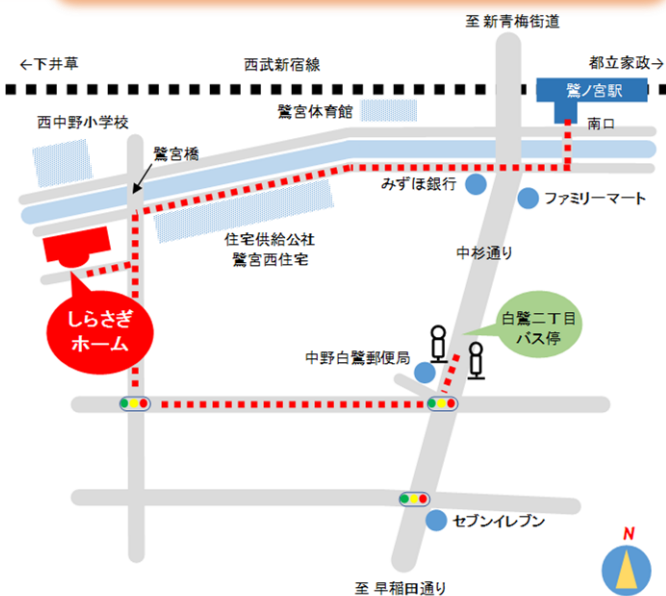 至 新青梅街道
←下井草
西武新宿線
都立家政→
鷺ノ宮駅
鷺宮体育館
南口
西中野小学校
鷺宮橋
みずほ銀行
ファミリーマート
住宅供給公社
鷺宮西住宅
中杉通り
しらさぎ
ホーム
白鷺二丁目
バス停
中野白鷺郵便局
セブンイレブン
N
至 早稲田通り